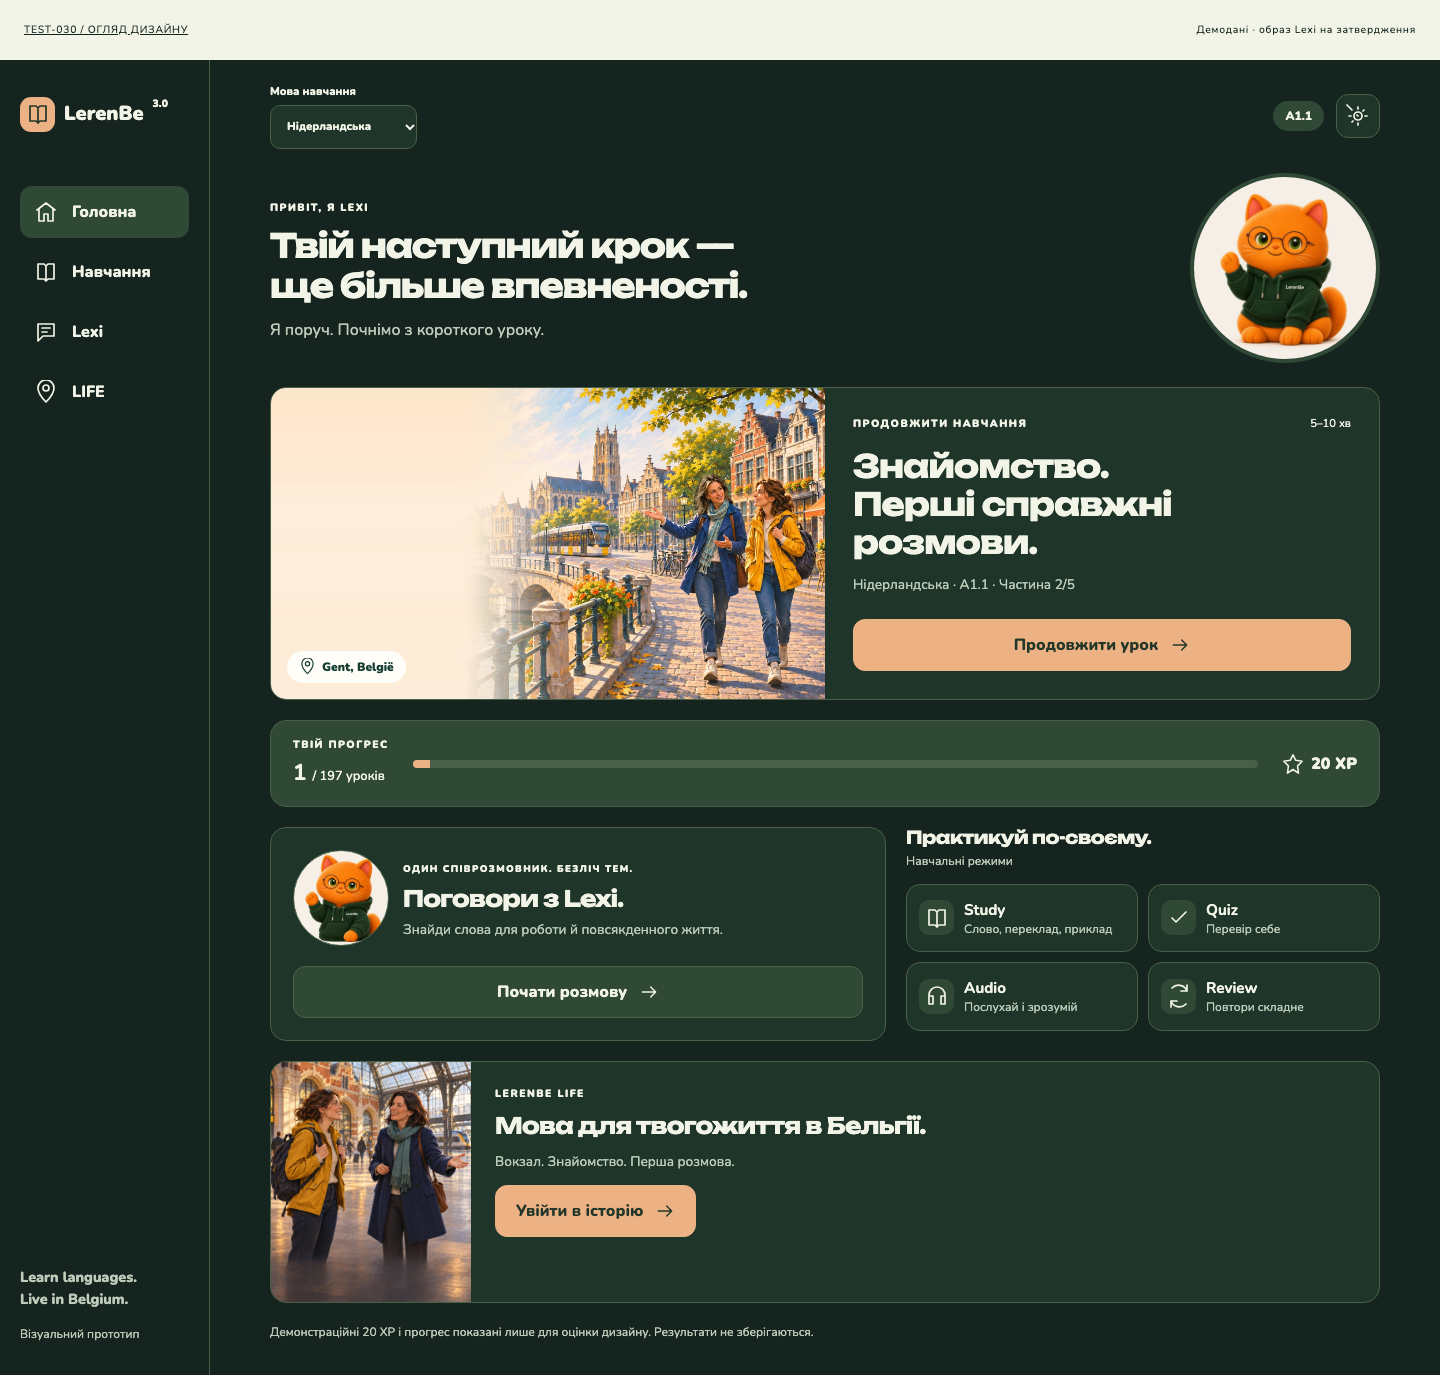 TEST-030 / ОГЛЯД ДИЗАЙНУ
Демодані · образ Lexi на затвердження
LerenBe 3.0
Мова навчання
Нідерландська
A1.1
Головна
Навчання
Lexi
LIFE
ПРИВІТ, Я LEXI
Твій наступний крок —
ще більше впевненості.
Я поруч. Почнімо з короткого уроку.
LerenBe
Gent, België
ПРОДОВЖИТИ НАВЧАННЯ
5–10 хв
Знайомство.
Перші справжні
розмови.
Нідерландська · A1.1 · Частина 2/5
Продовжити урок
ТВІЙ ПРОГРЕС
1 / 197 уроків
20 XP
ОДИН СПІВРОЗМОВНИК. БЕЗЛІЧ ТЕМ.
Поговори з Lexi.
Знайди слова для роботи й повсякденного життя.
Почати розмову
Практикуй по-своєму.
Навчальні режими
Study
Слово, переклад, приклад
Quiz
Перевір себе
Audio
Послухай і зрозумій
Review
Повтори складне
LERENBE LIFE
Мова для твогожиття в Бельгії.
Вокзал. Знайомство. Перша розмова.
Увійти в історію
Learn languages.
Live in Belgium.
Візуальний прототип
Демонстраційні 20 XP і прогрес показані лише для оцінки дизайну. Результати не зберігаються.